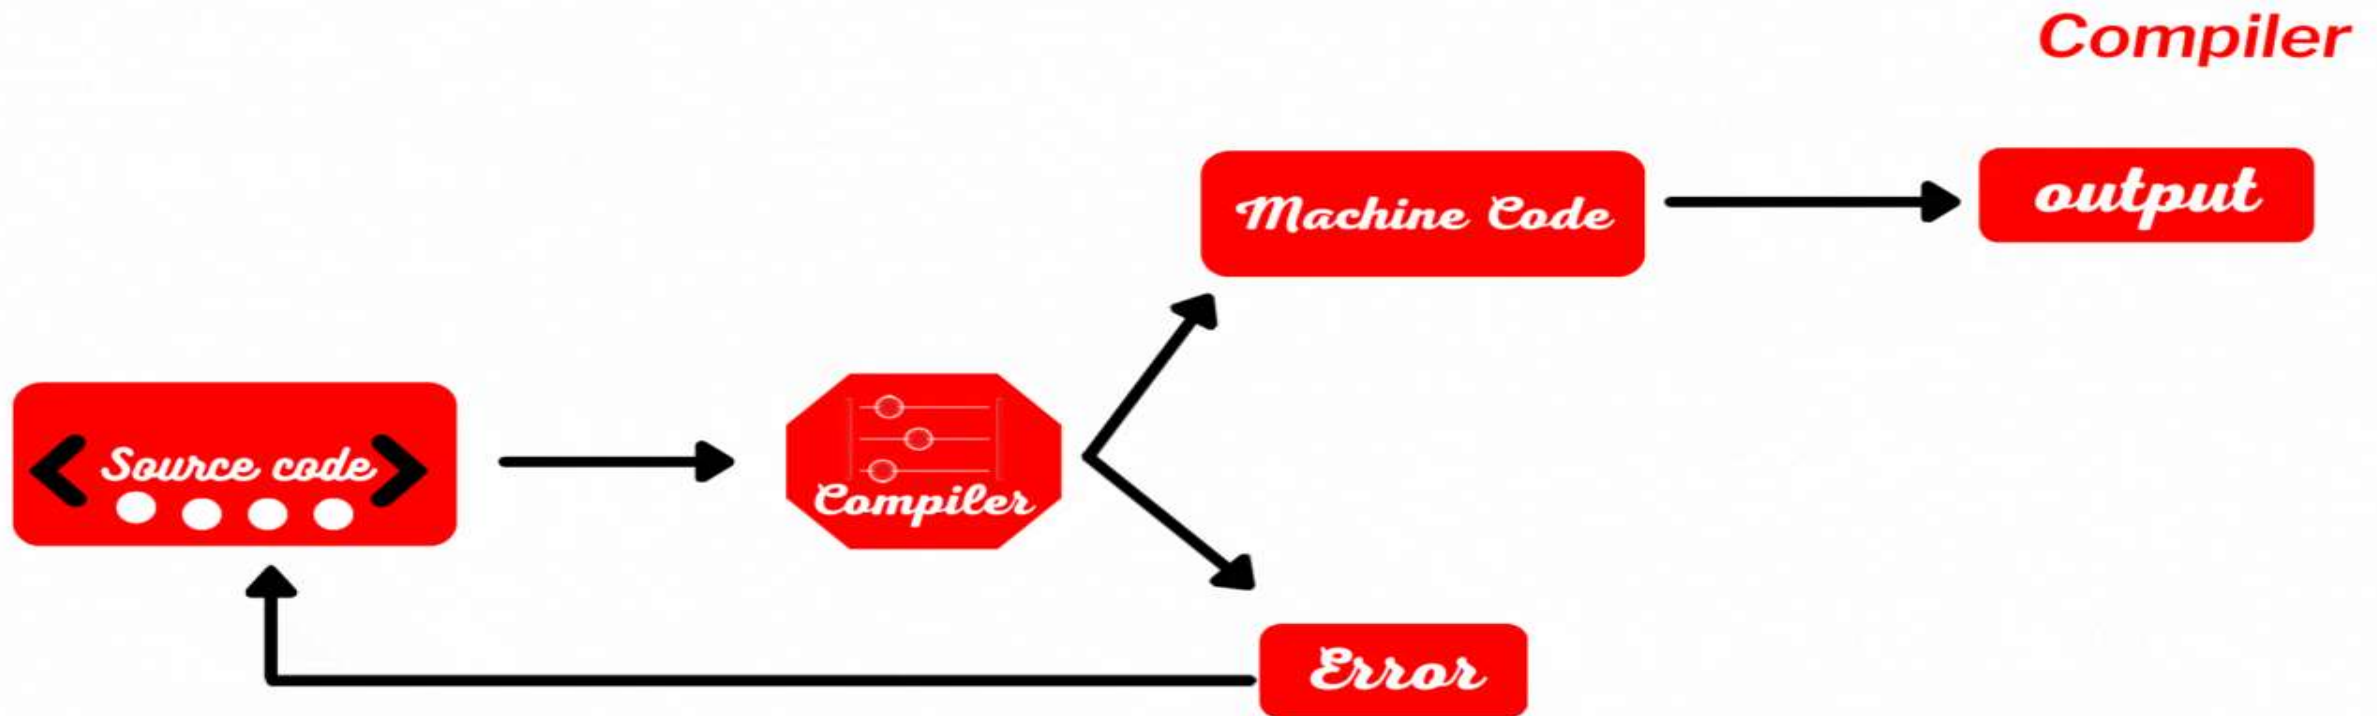 Compiler
Machine Code
output
Source code
Compiler
Error